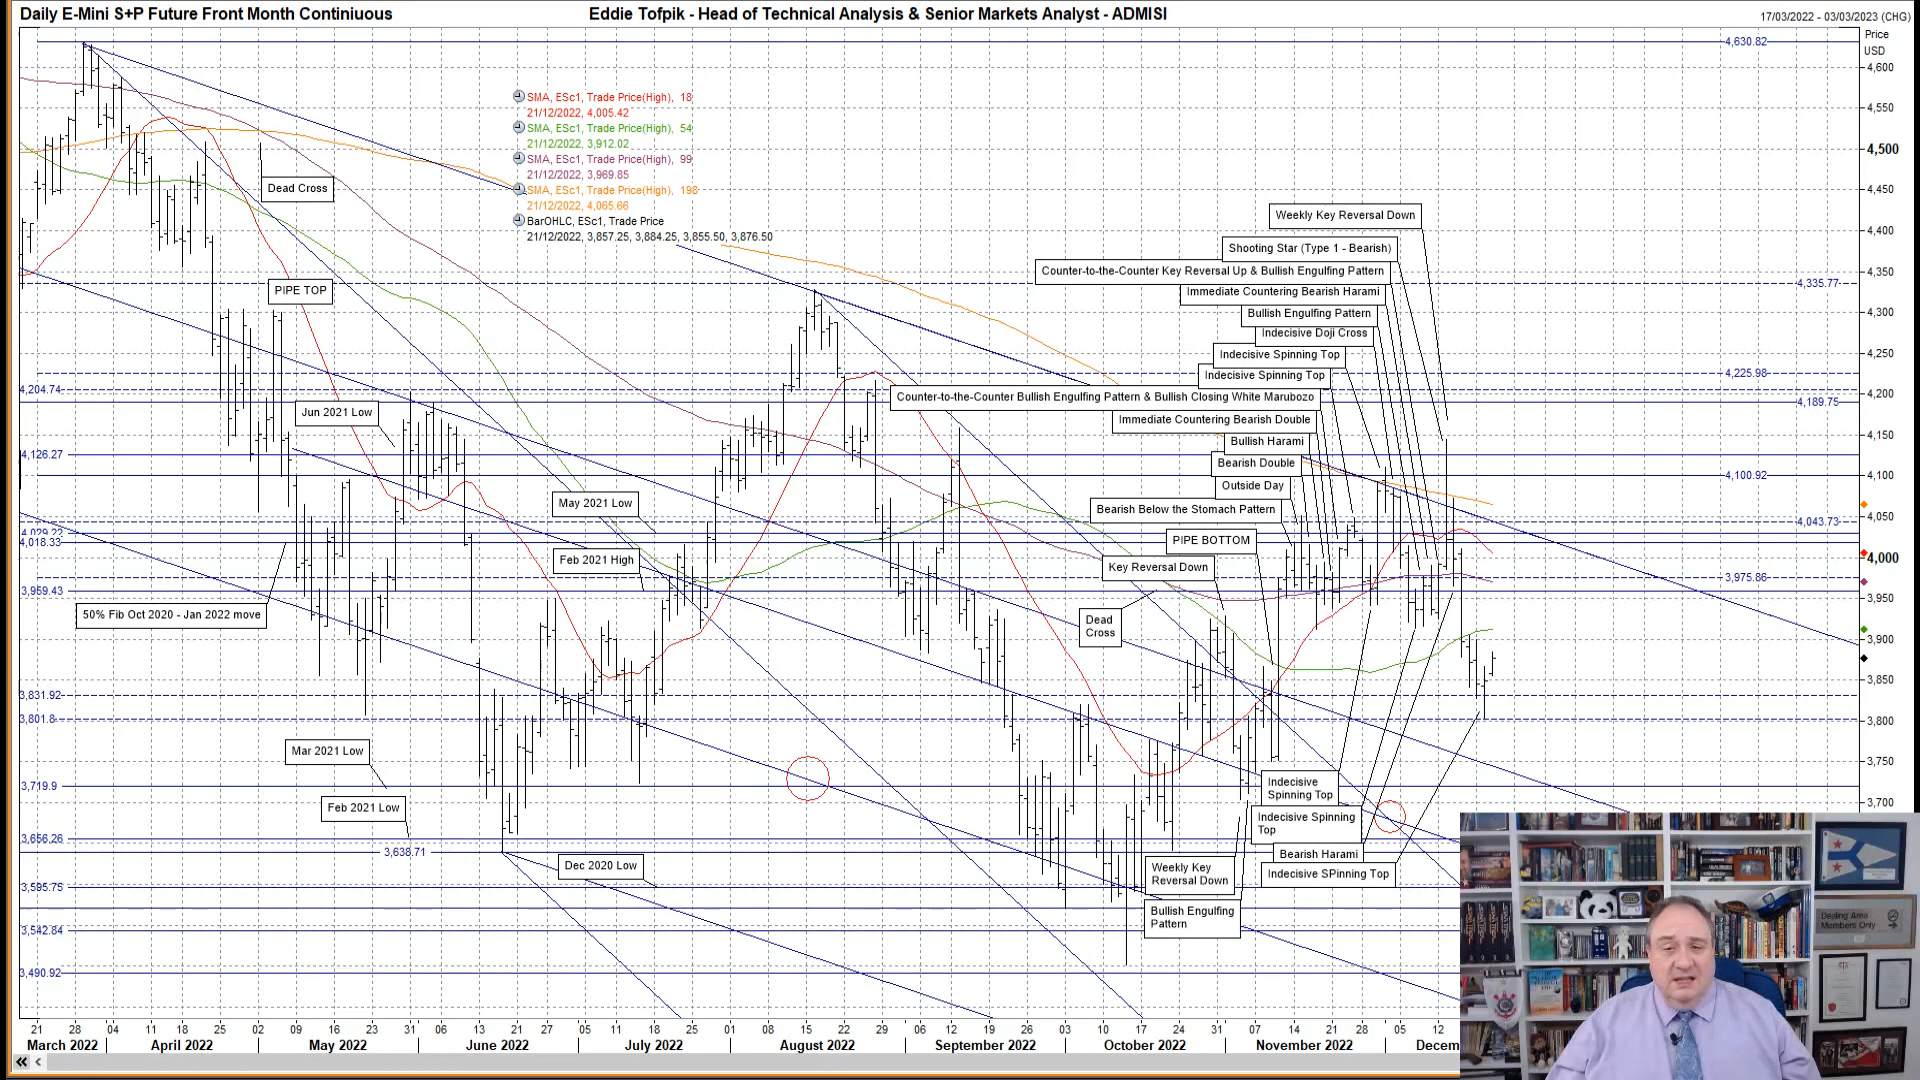 Daily E-Mini S+P Future Front Month Continiuous
Eddie Tofpik - Head of Technical Analysis & Senior Markets Analyst - ADMISI
17/03/2022 - 03/03/2023 (CHG)
Price
USD
4,630.82
4,600
SMA, ESc1, Trade Price(High), 18
21/12/2022, 4,005.42
SMA, ESc1, Trade Price(High), 54
21/12/2022, 3,912.02
SMA, ESc1, Trade Price(High), 99
21/12/2022, 3,969.85
SMA, ESc1, Trade Price(High), 198
21/12/2022, 4,065.66
BarOHLC, ESc1, Trade Price
21/12/2022, 3,857.25, 3,884.25, 3,855.50, 3,876.50
4,550
4,500
4,450
4,400
4,350
4,335.77
4,300
4,250
4,225.98
4,200
4,189.75
4,150
4,100.92
4,100
4,050
4,043.73
4,000
3,975.86
3,950
3,900
3,850
3,800
3,750
3,700
Dead Cross
PIPE TOP
Weekly Key Reversal Down
Shooting Star (Type 1 - Bearish)
Counter-to-the-Counter Key Reversal Up & Bullish Engulfing Pattern
Immediate Countering Bearish Harami
Bullish Engulfing Pattern
Indecisive Doji Cross
Indecisive Spinning Top
Indecisive Spinning Top
Counter-to-the-Counter Bullish Engulfing Pattern & Bullish Closing White Marubozo
Immediate Countering Bearish Double
Bullish Harami
Bearish Double
Outside Day
Bearish Below the Stomach Pattern
PIPE BOTTOM
Key Reversal Down
Dead
Cross
4,204.74
Jun 2021 Low
4,126.27
May 2021 Low
4,029.22
4,018.33
Feb 2021 High
3,959.43
50% Fib Oct 2020 - Jan 2022 move
3,831.92
3,801.8
Mar 2021 Low
3,719.9
Feb 2021 Low
3,656.26
3,638.71
Dec 2020 Low
3,595.75
3,542.84
3,490.92
Indecisive
Spinning Top
Indecisive Spinning
Top
Bearish Harami
Indecisive SPinning Top
Weekly Key
Reversal Down
Bullish Engulfing
Pattern
Dealing Area
Members Only
21 28 04 11 18 25 02 09 16 23 31 06 13 21 27 05 11 18 25 01 08 15 22 29 06 12 19 26 03 10 17 24 31 07 14 21 28 05 12
March 2022 April 2022 May 2022 June 2022 July 2022 August 2022 September 2022 October 2022 November 2022 Decem